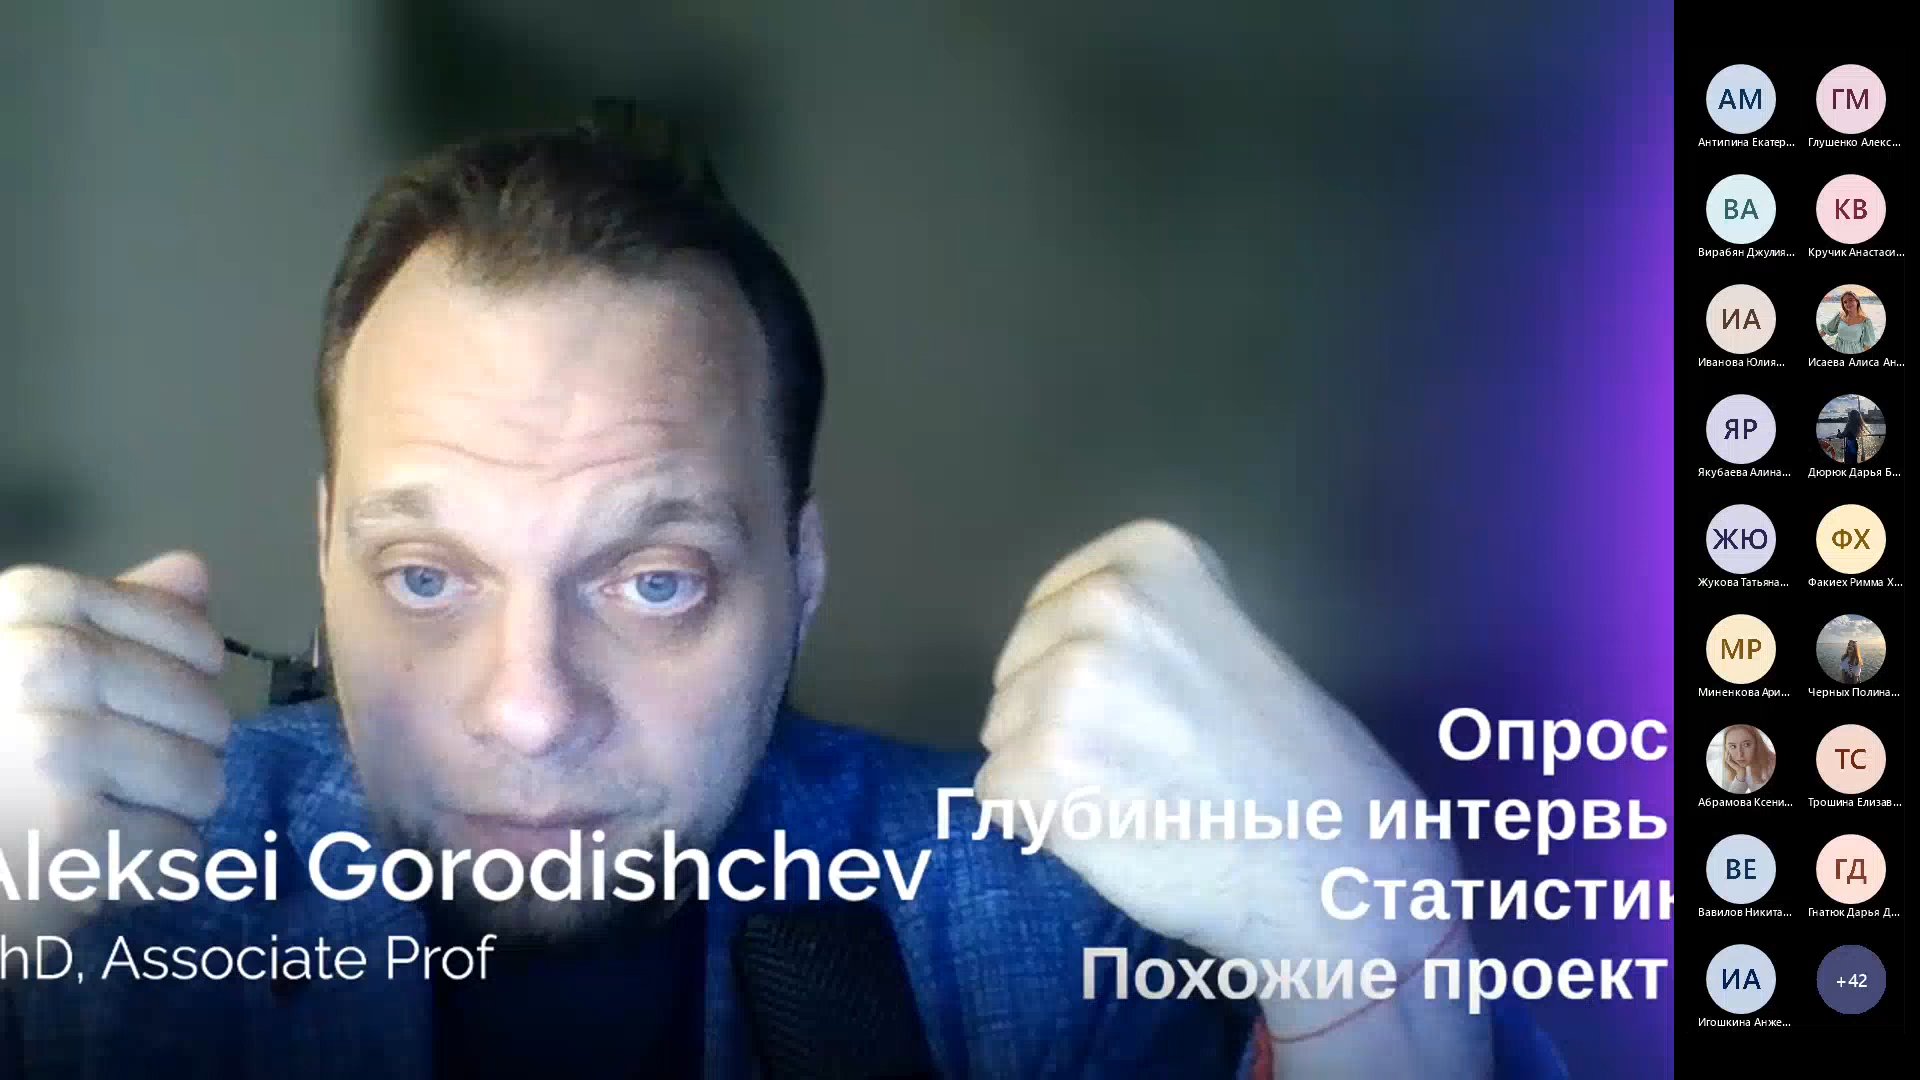 Aleksei Gorodishchev
hD, Associate Prof
Опрос
Глубинные интервь
Статистик
Похожие проект
АМ
Антипина Екатер...
ГМ
Глушенко Алекс...
ВА
Вирабян Джулия...
КВ
Кручик Анастаси...
ИА
Иванова Юлия...
Исаева Алиса Ан...
ЯР
Якубаева Алина...
Дюрюк Дарья Б...
ЖЮ
Жукова Татьяна...
ФХ
Факиех Римма Х...
МР
Миненкова Ари...
Черных Полина...
Абрамова Ксени...
ТС
Трошина Елизав...
ВЕ
Вавилов Никита...
ГД
Гнатюк Дарья Д...
ИА
Игошкина Анже...
+42